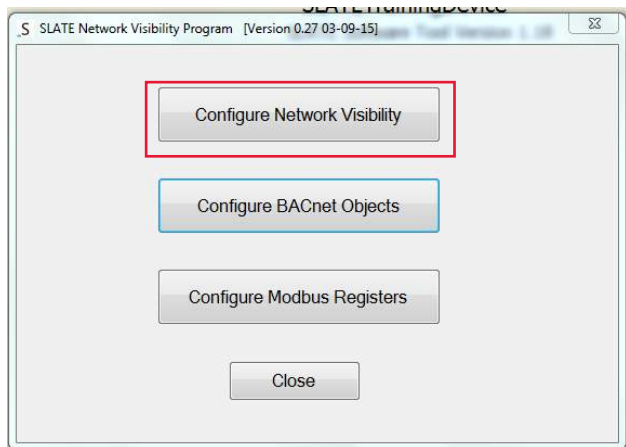 SLATETrainingDevice
S SLATE Network Visibility Program [Version 0.27 03-09-15]
Configure Network Visibility
Configure BACnet Objects
Configure Modbus Registers
Close